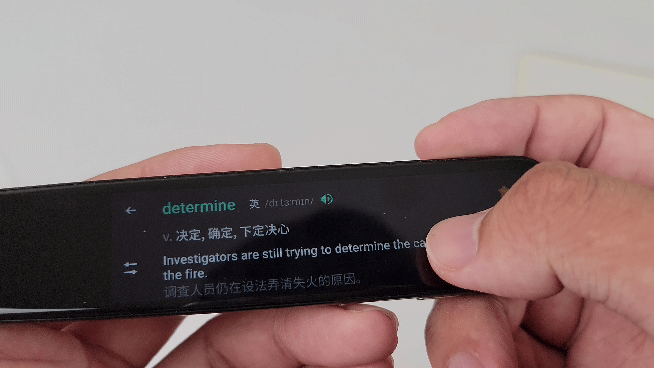 determine 英 /dɪˈtɜːmɪn/
v. 决定, 确定, 下定决心
Investigators are still trying to determine the
the fire.
调查人员仍在设法弄清失火的原因。